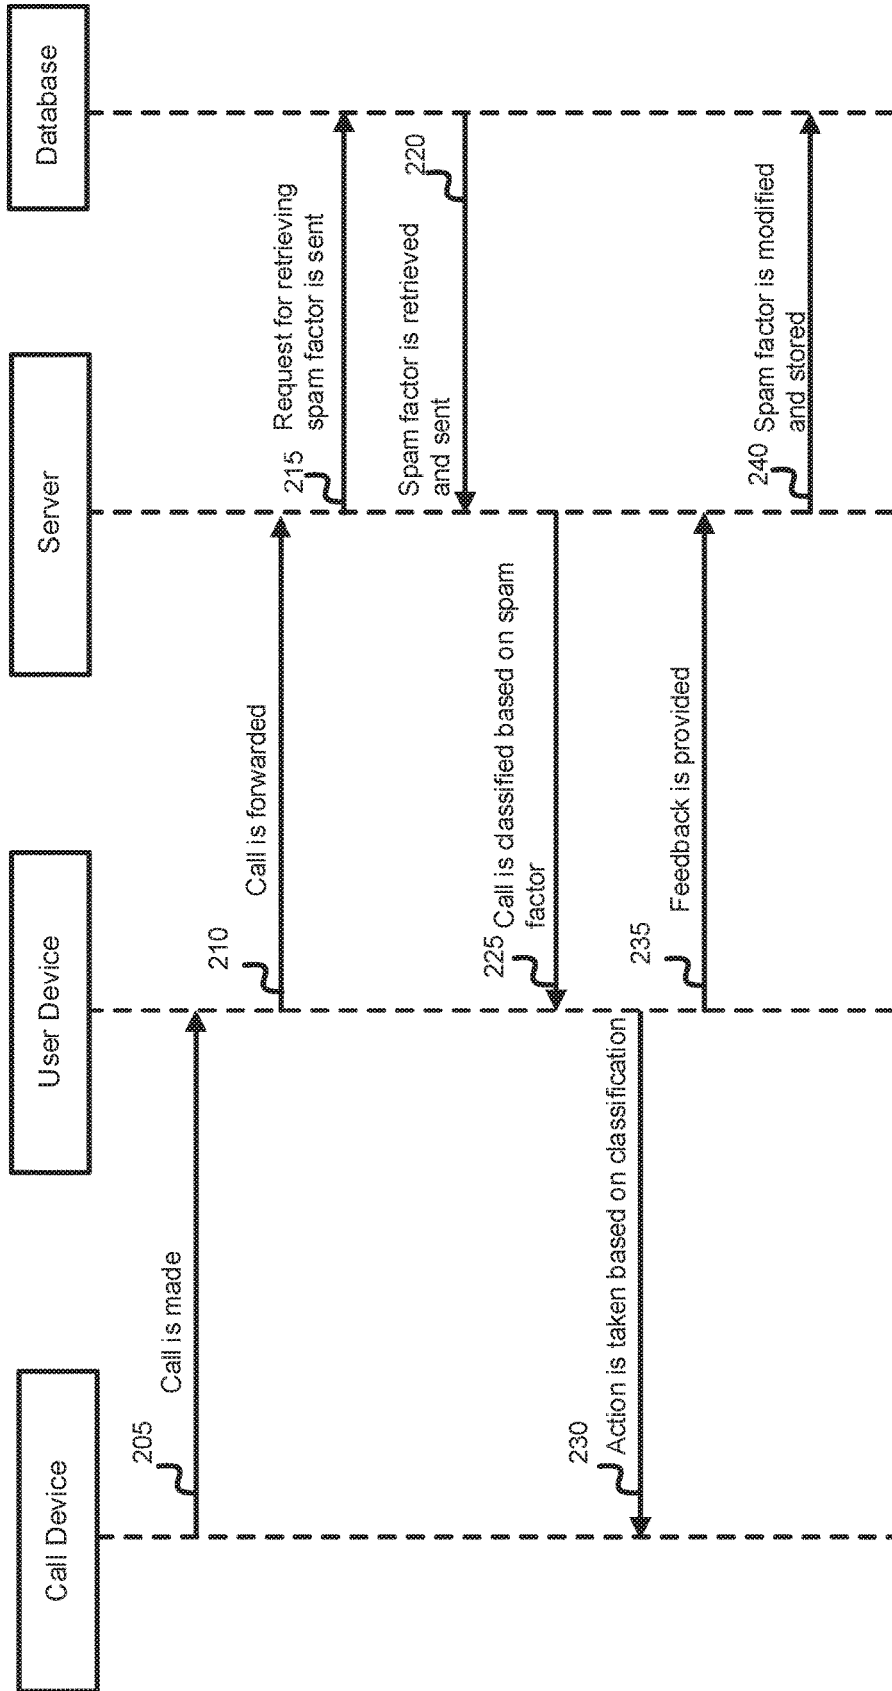 Call Device
User Device
Server
Database
205
Call is made
210
Call is forwarded
215
Request for retrieving
spam factor is sent
Spam factor is retrieved
and sent
220
225
Call is classified based on spam
factor
230
Action is taken based on classification
235
Feedback is provided
240
Spam factor is modified
and stored